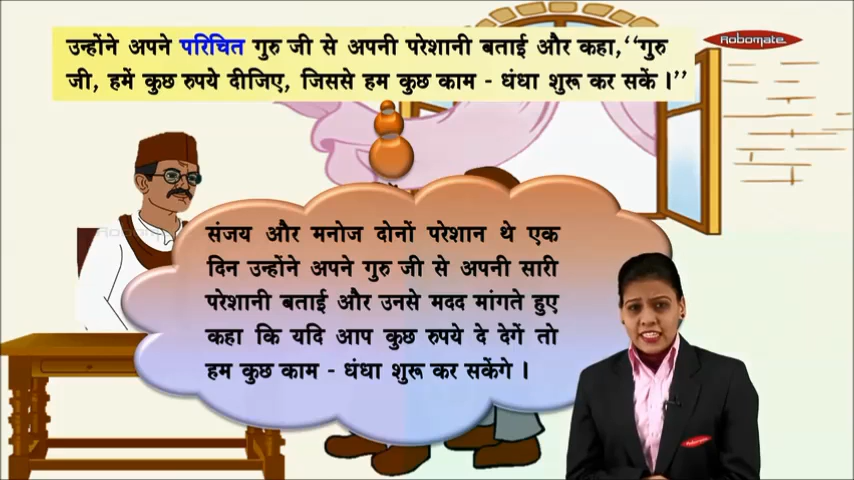 उन्होंने अपने परिचित गुरु जी से अपनी परेशानी बताई और कहा,‘‘गुरु
जी, हमें कुछ रुपये दीजिए, जिससे हम कुछ काम - धंधा शुरू कर सकें ।’’
Robomate
संजय और मनोज दोनों परेशान थे एक
दिन उन्होंने अपने गुरु जी से अपनी सारी
परेशानी बताई और उनसे मदद मांगते हुए
कहा कि यदि आप कुछ रुपये दे देगें तो
हम कुछ काम - धंधा शुरू कर सकेंगे ।
Robomate